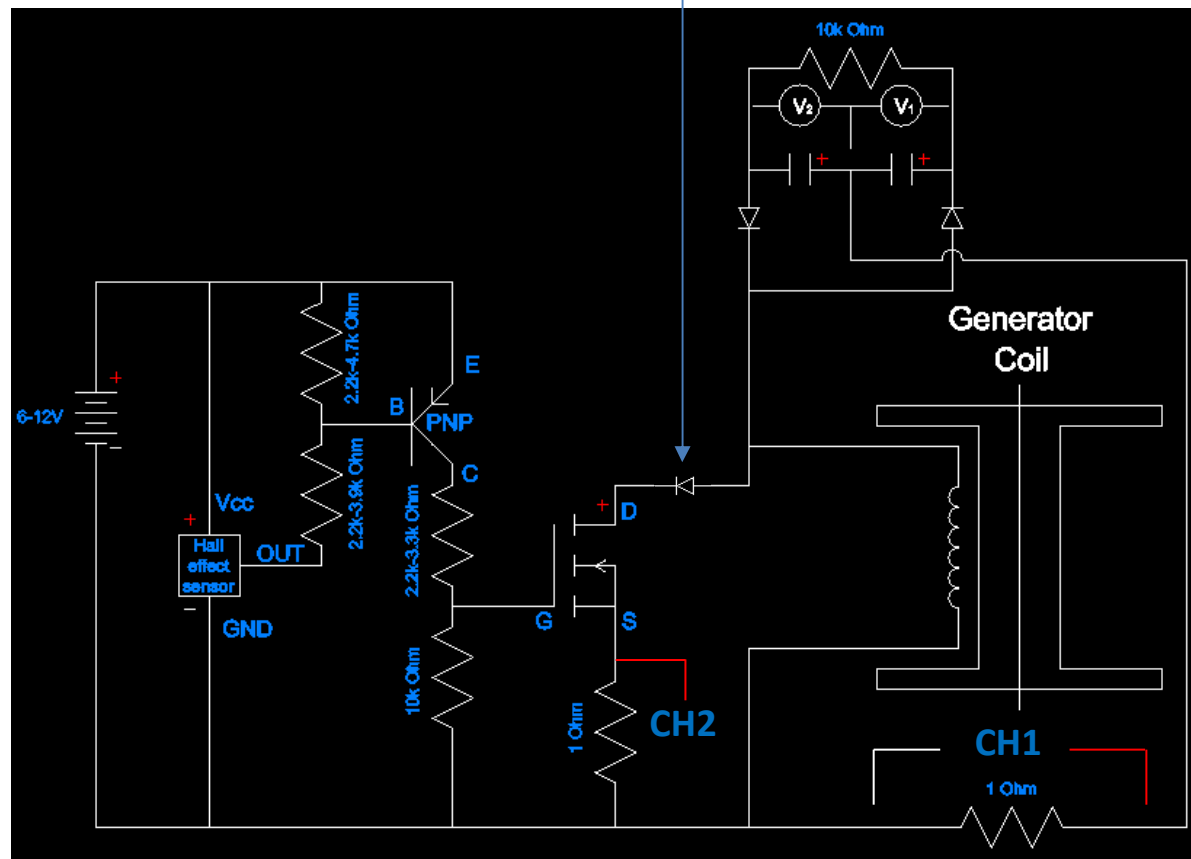 10k Ohm
+
V₂
V₁
+
+
Generator
Coil
2.2k-4.7k Ohm
E
+
B
PNP
6-12V
-
C
2.2k-3.9k Ohm
Vcc
+
+
D
2.2k-3.3k Ohm
Hall
effect
sensor
OUT
-
GND
G
S
10k Ohm
1 Ohm
CH2
CH1
1 Ohm